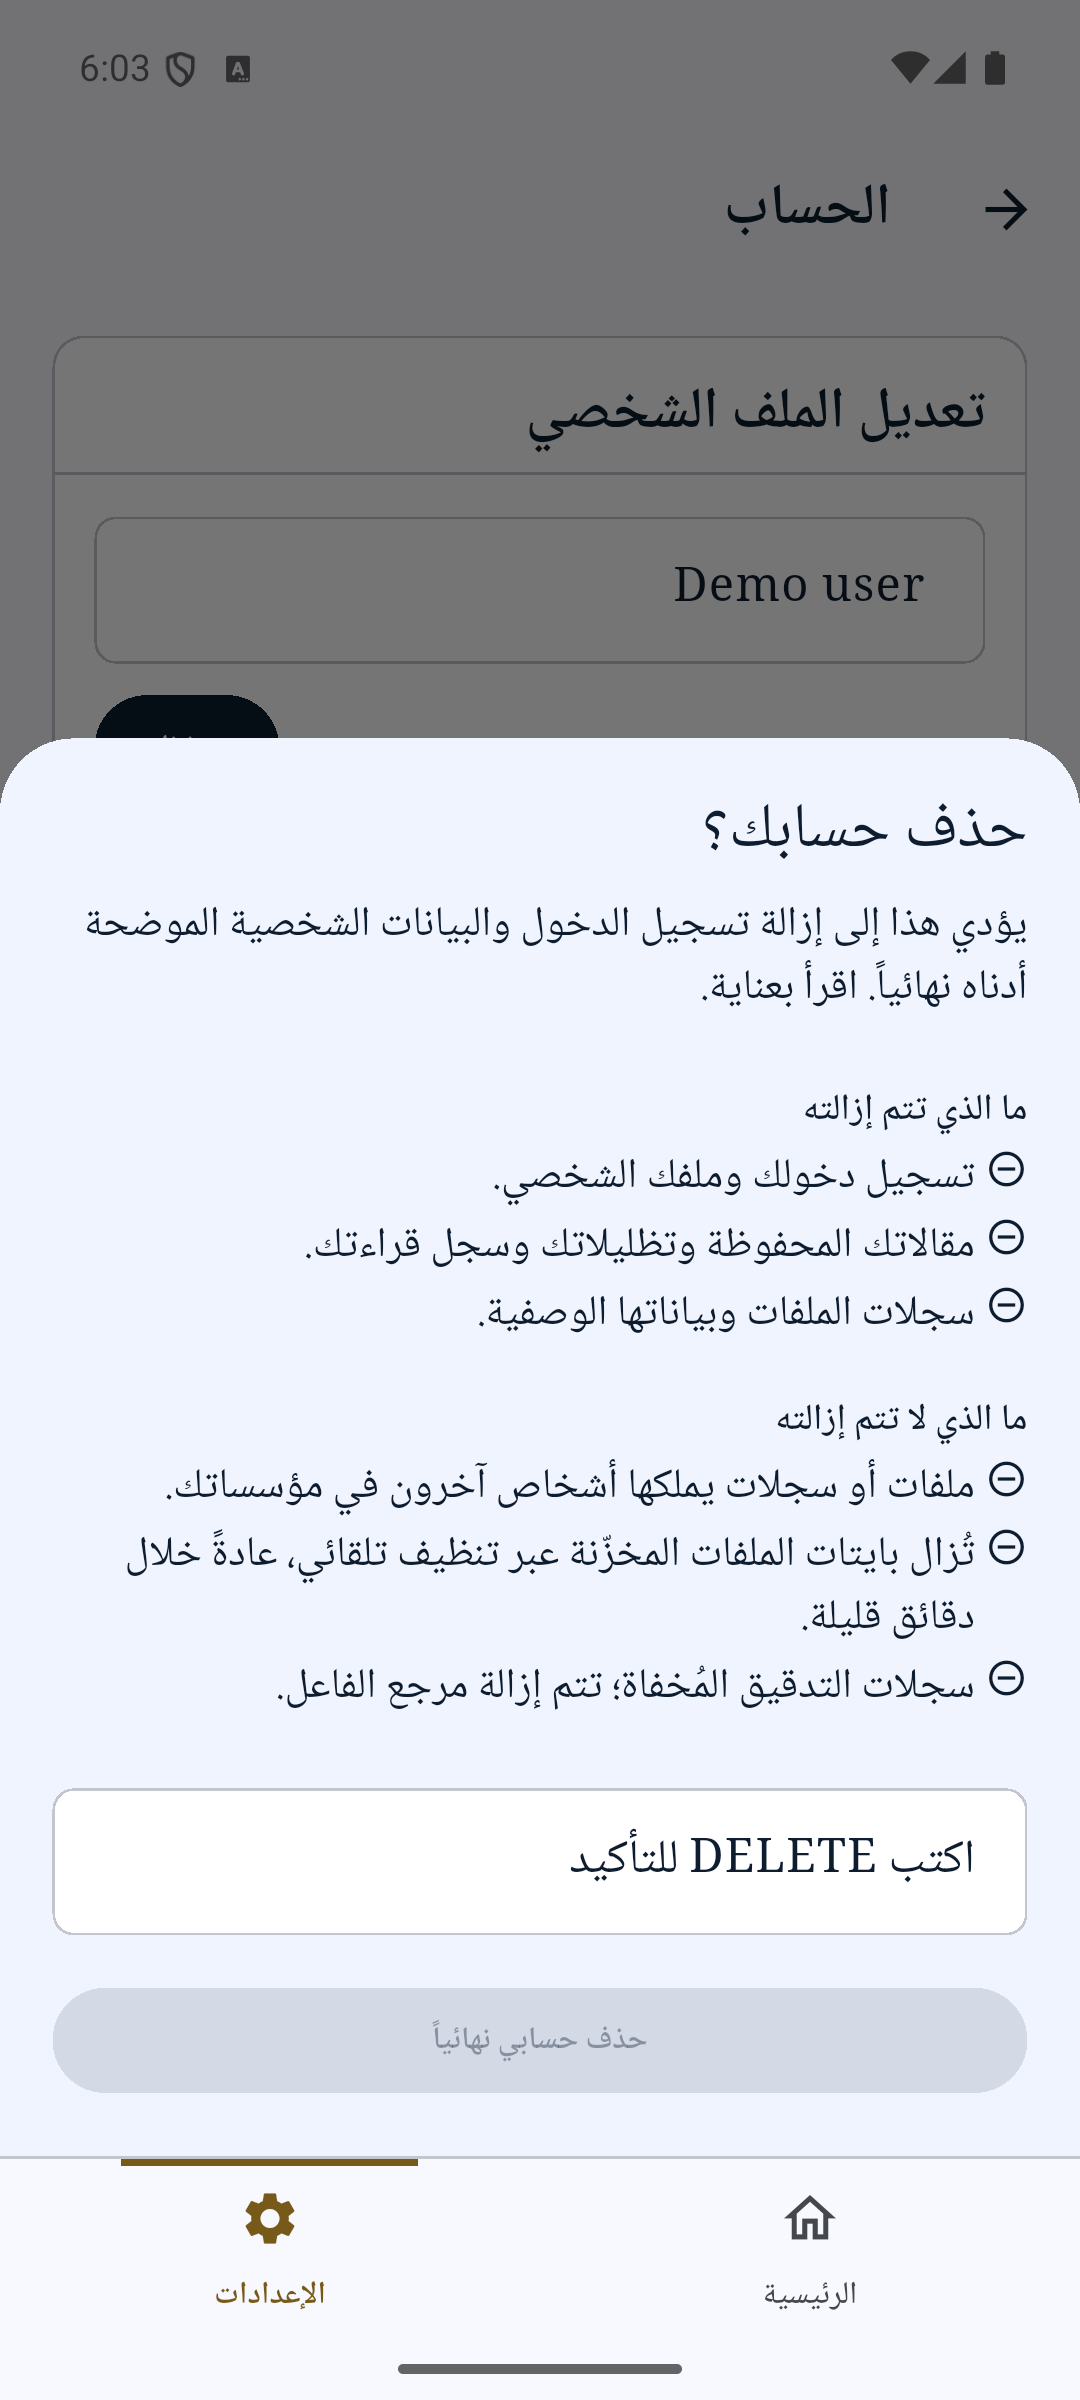 6:03
الحساب
تعديل الملف الشخصي
Demo user
حذف حسابك؟
يؤدي هذا إلى إزالة تسجيل الدخول والبيانات الشخصية الموضحة
أدناه نهائياً. اقرأ بعناية.
ما الذي تتم إزالته
تسجيل دخولك وملفك الشخصي.
مقالاتك المحفوظة وتظليلاتك وسجل قراءتك.
سجلات الملفات وبياناتها الوصفية.
ما الذي لا تتم إزالته
ملفات أو سجلات يملكها أشخاص آخرون في مؤسساتك.
تُزال بايتات الملفات المخزّنة عبر تنظيف تلقائي، عادةً خلال
دقائق قليلة.
سجلات التدقيق المُخفاة؛ تتم إزالة مرجع الفاعل.
اكتب DELETE للتأكيد
حذف حسابي نهائياً
الرئيسية
الإعدادات